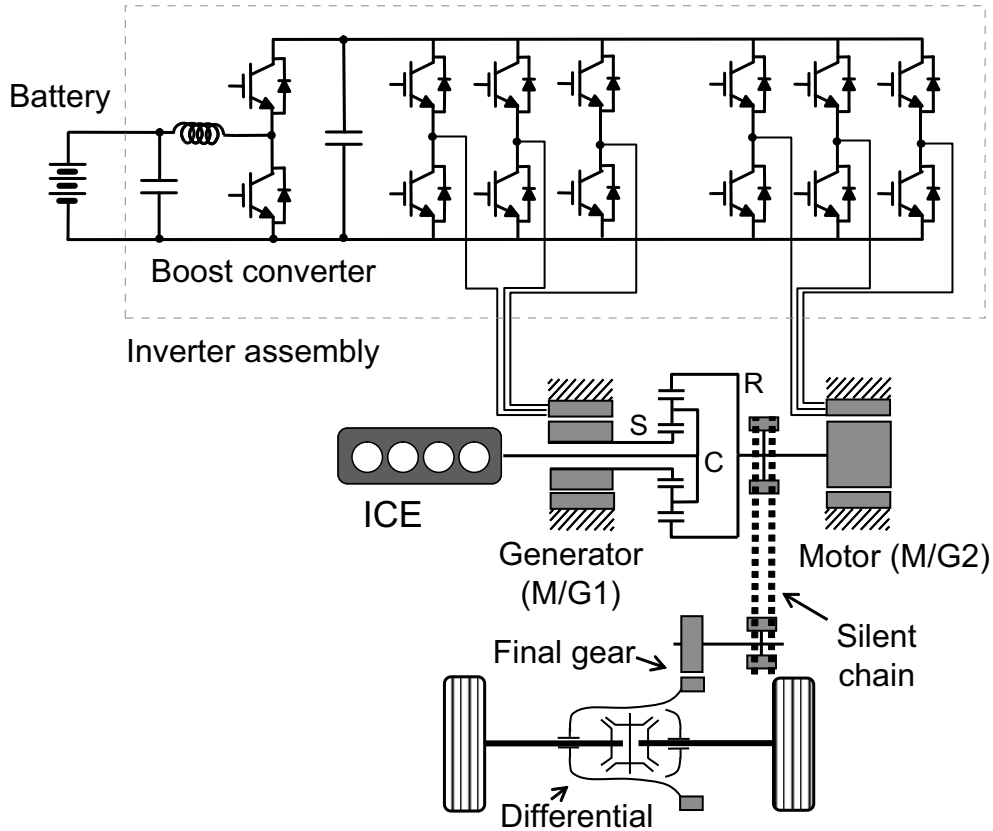 Battery
Boost converter
Inverter assembly
R
S
C
ICE
Generator
(M/G1)
Motor (M/G2)
Silent
chain
Final gear
Differential